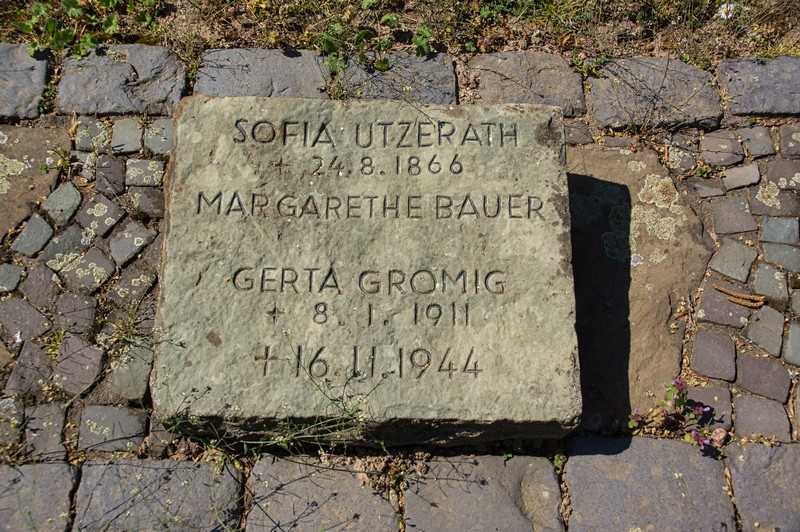 SOFIA UTZERATH
+ 24.8.1866
MARGARETHE BAUER
GERTA GROMIG
+ 8.1.1911
+ 16.11.1944